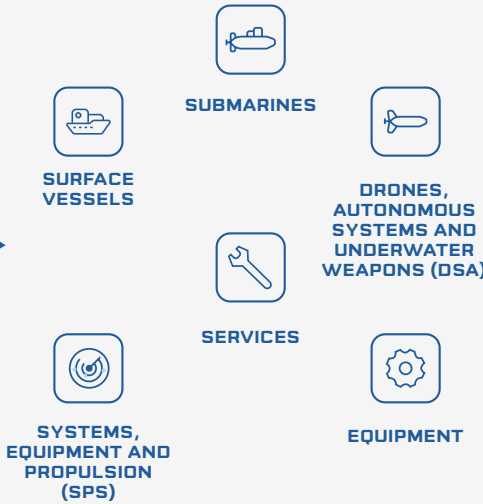 SUBMARINES
SURFACE
VESSELS
DRONES,
AUTONOMOUS
SYSTEMS AND
UNDERWATER
WEAPONS (DSA)
SERVICES
SYSTEMS,
EQUIPMENT AND
PROPULSION
(SPS)
EQUIPMENT